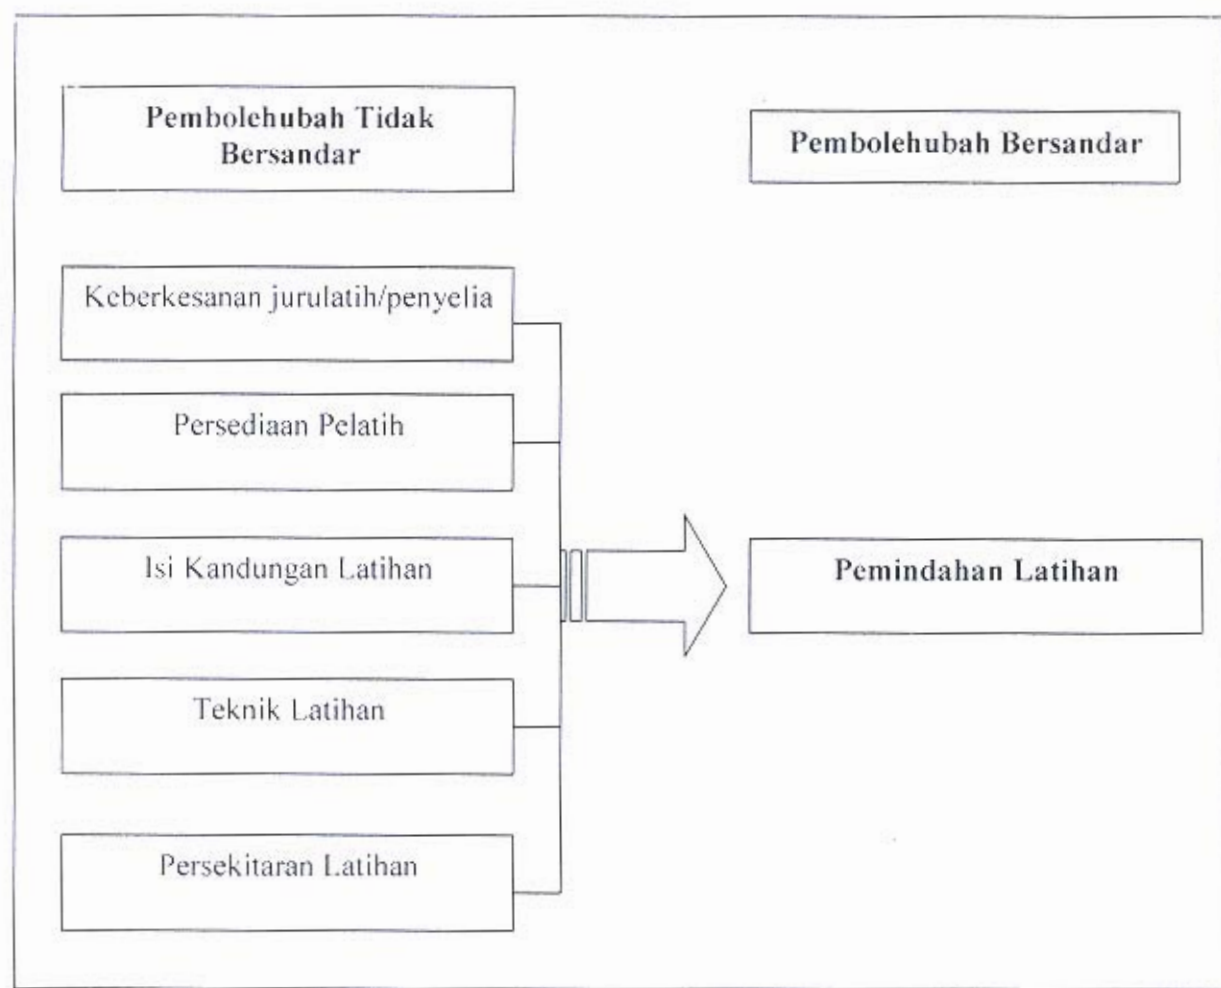 Pembolehubah Tidak
Bersandar
Pembolehubah Bersandar
Keberkesanan jurulatih/penyelia
Persediaan Pelatih
Isi Kandungan Latihan
Pemindahan Latihan
Teknik Latihan
Persekitaran Latihan